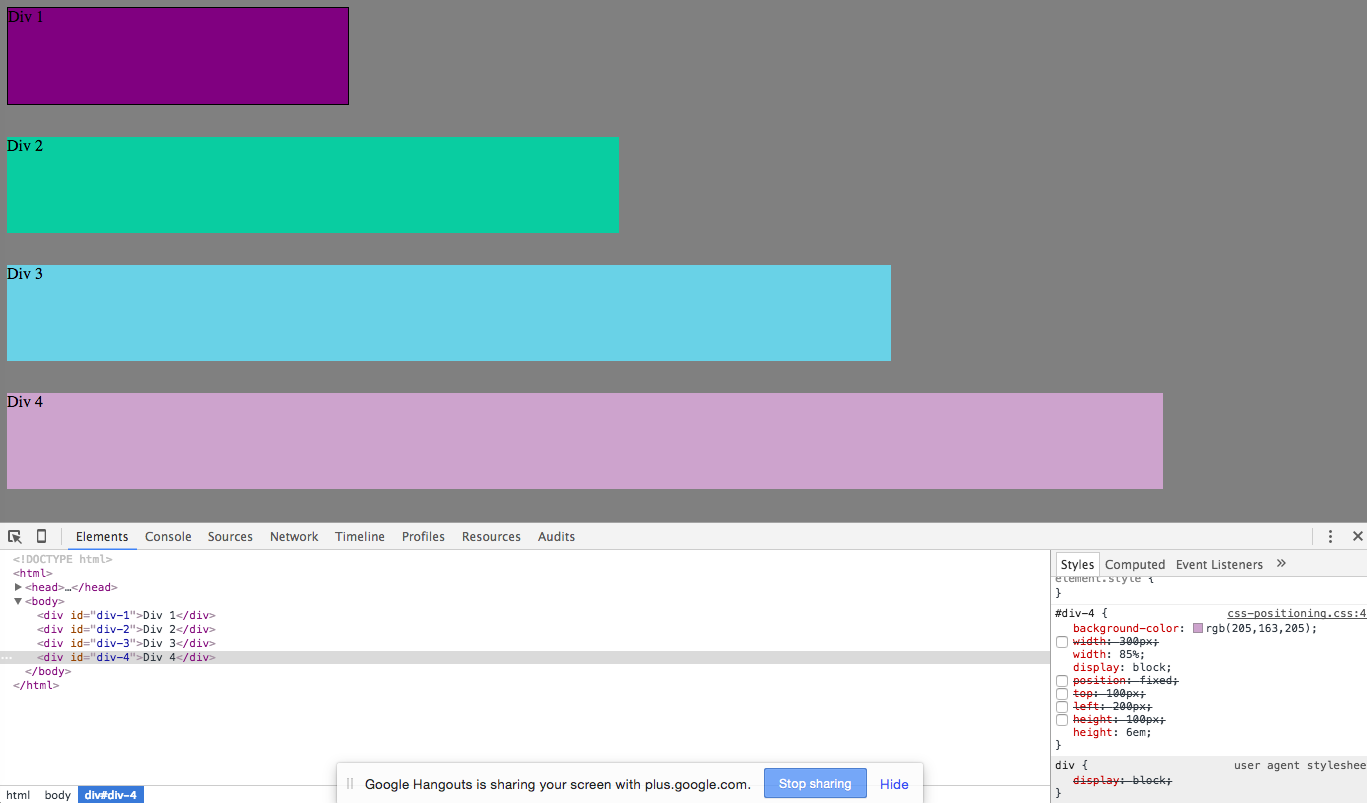 Div 1
Div 2
Div 3
Div 4
Elements Console Sources Network Timeline Profiles Resources Audits
<!DOCTYPE html>
<html>
<head>…</head>
<body>
<div id="div-1">Div 1</div>
<div id="div-2">Div 2</div>
<div id="div-3">Div 3</div>
<div id="div-4">Div 4</div>
</body>
</html>
html body div#div-4
Styles Computed Event Listeners »
element.style {
}
#div-4 { css-positioning.css:4
background-color: rgb(205,163,205);
width: 300px;
width: 85%;
display: block;
position: fixed;
top: 100px;
left: 200px;
height: 100px;
height: 6em;
}
div { user agent styleshee
display: block;
}
Google Hangouts is sharing your screen with plus.google.com. Stop sharing Hide